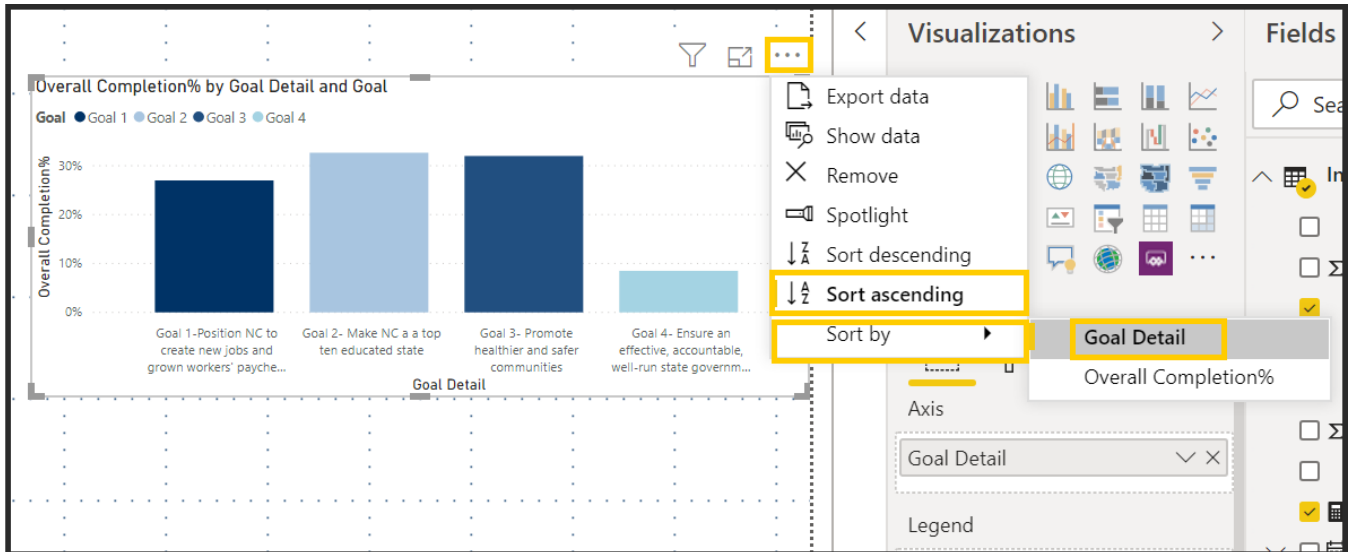 Visualizations
Fields
Overall Completion% by Goal Detail and Goal
Goal Goal 1 Goal 2 Goal 3 Goal 4
Overall Completion%
30%
20%
10%
0%
Goal 1-Position NC to
create new jobs and
grown workers' payche...
Goal 2- Make NC a a top
ten educated state
Goal 3- Promote
healthier and safer
communities
Goal 4- Ensure an
effective, accountable,
well-run state governm...
Goal Detail
Export data
Show data
Remove
Spotlight
Sort descending
Sort ascending
Sort by
Goal Detail
Overall Completion%
Sea
In
Axis
Goal Detail
Legend